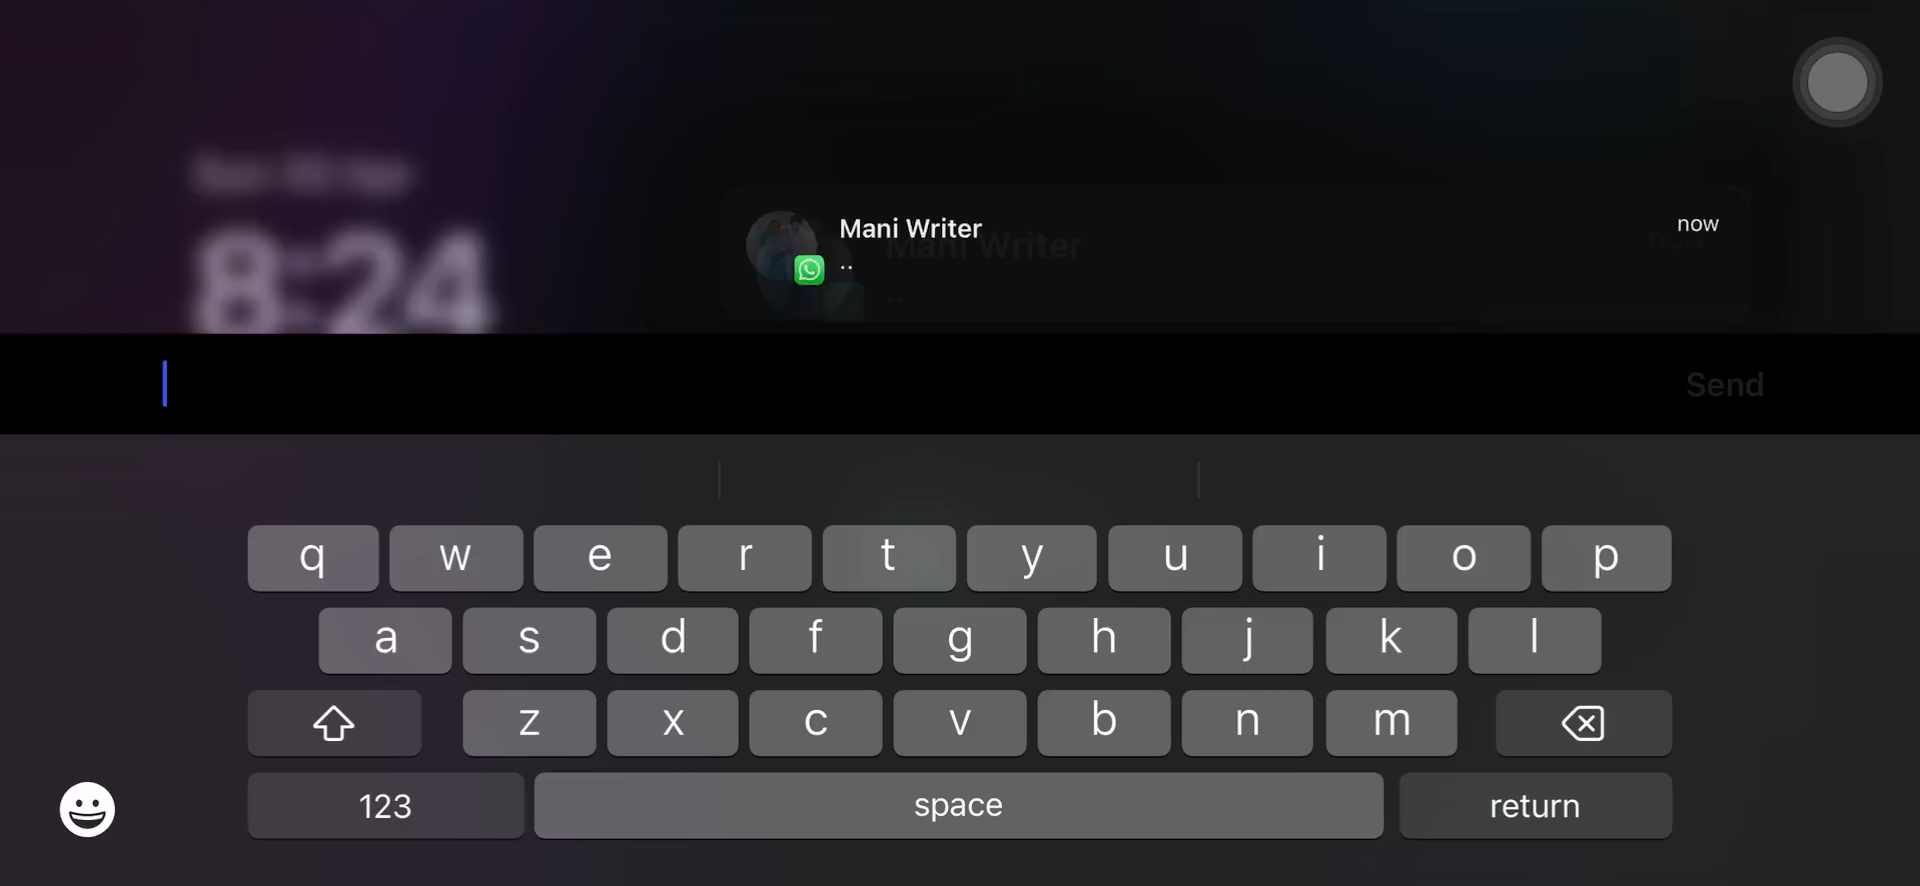 8:24
Mani Writer
now
..
Send
q w e r t y u i o p
a s d f g h j k l
z x c v b n m
123 space return